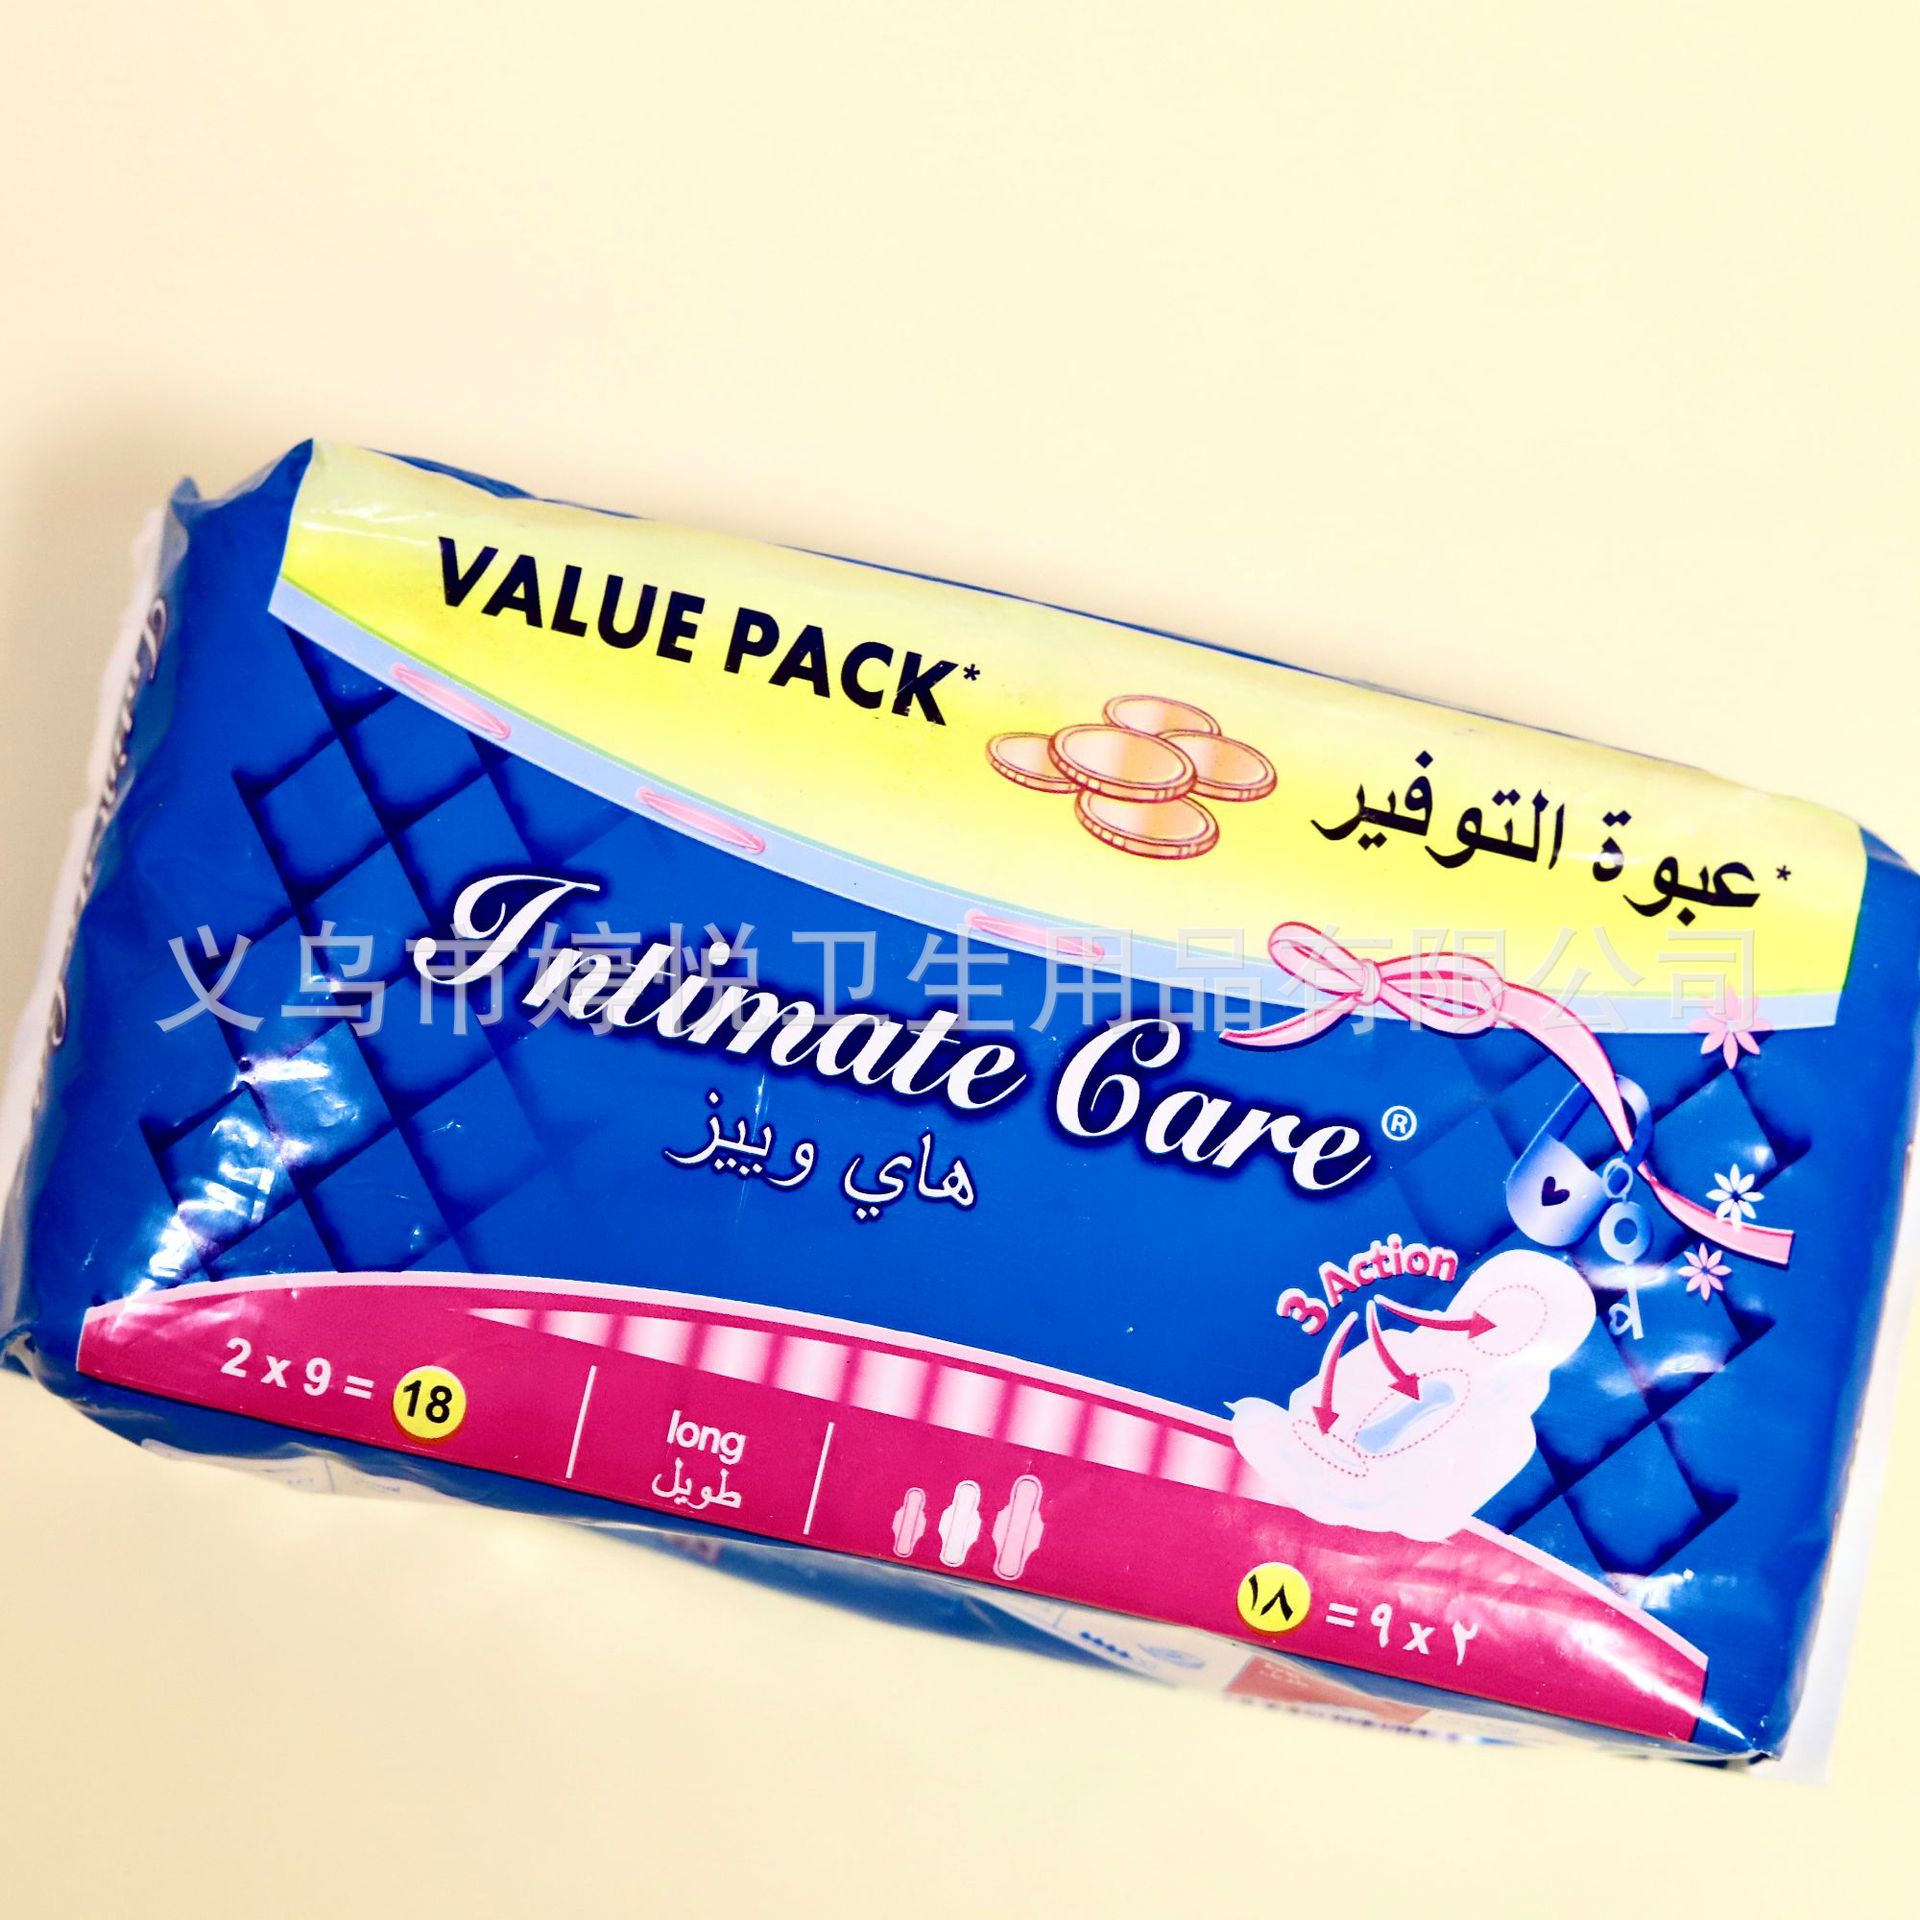 VALUE PACK*
عبوة التوفير*
Intimate Care®
هاي وييز
义乌市婷悦卫生用品有限公司
3 Action
2 x 9 = 18
long
طويل
١٨ = ٩ x ٢